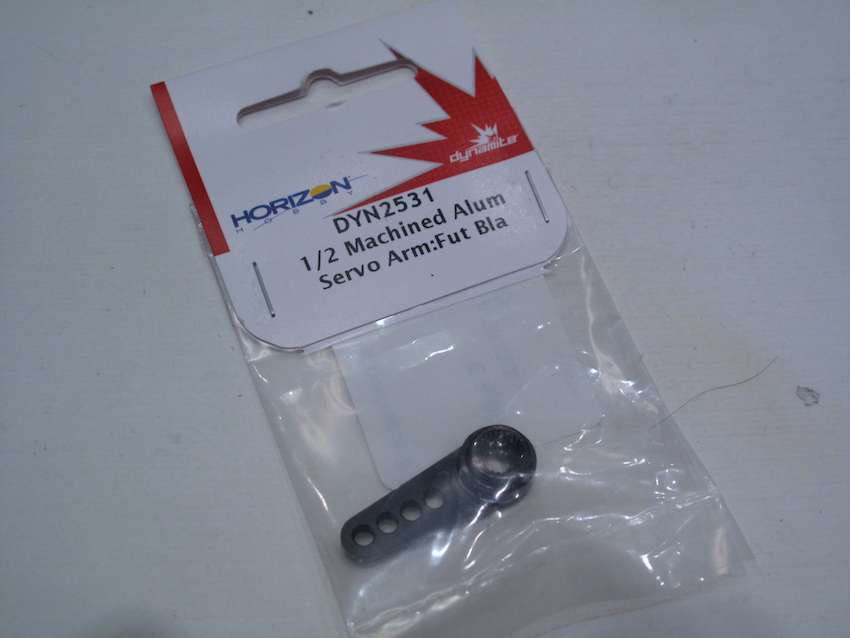 dynamite
HORIZON
HOBBY
DYN2531
1/2 Machined Alum
Servo Arm:Fut Bla